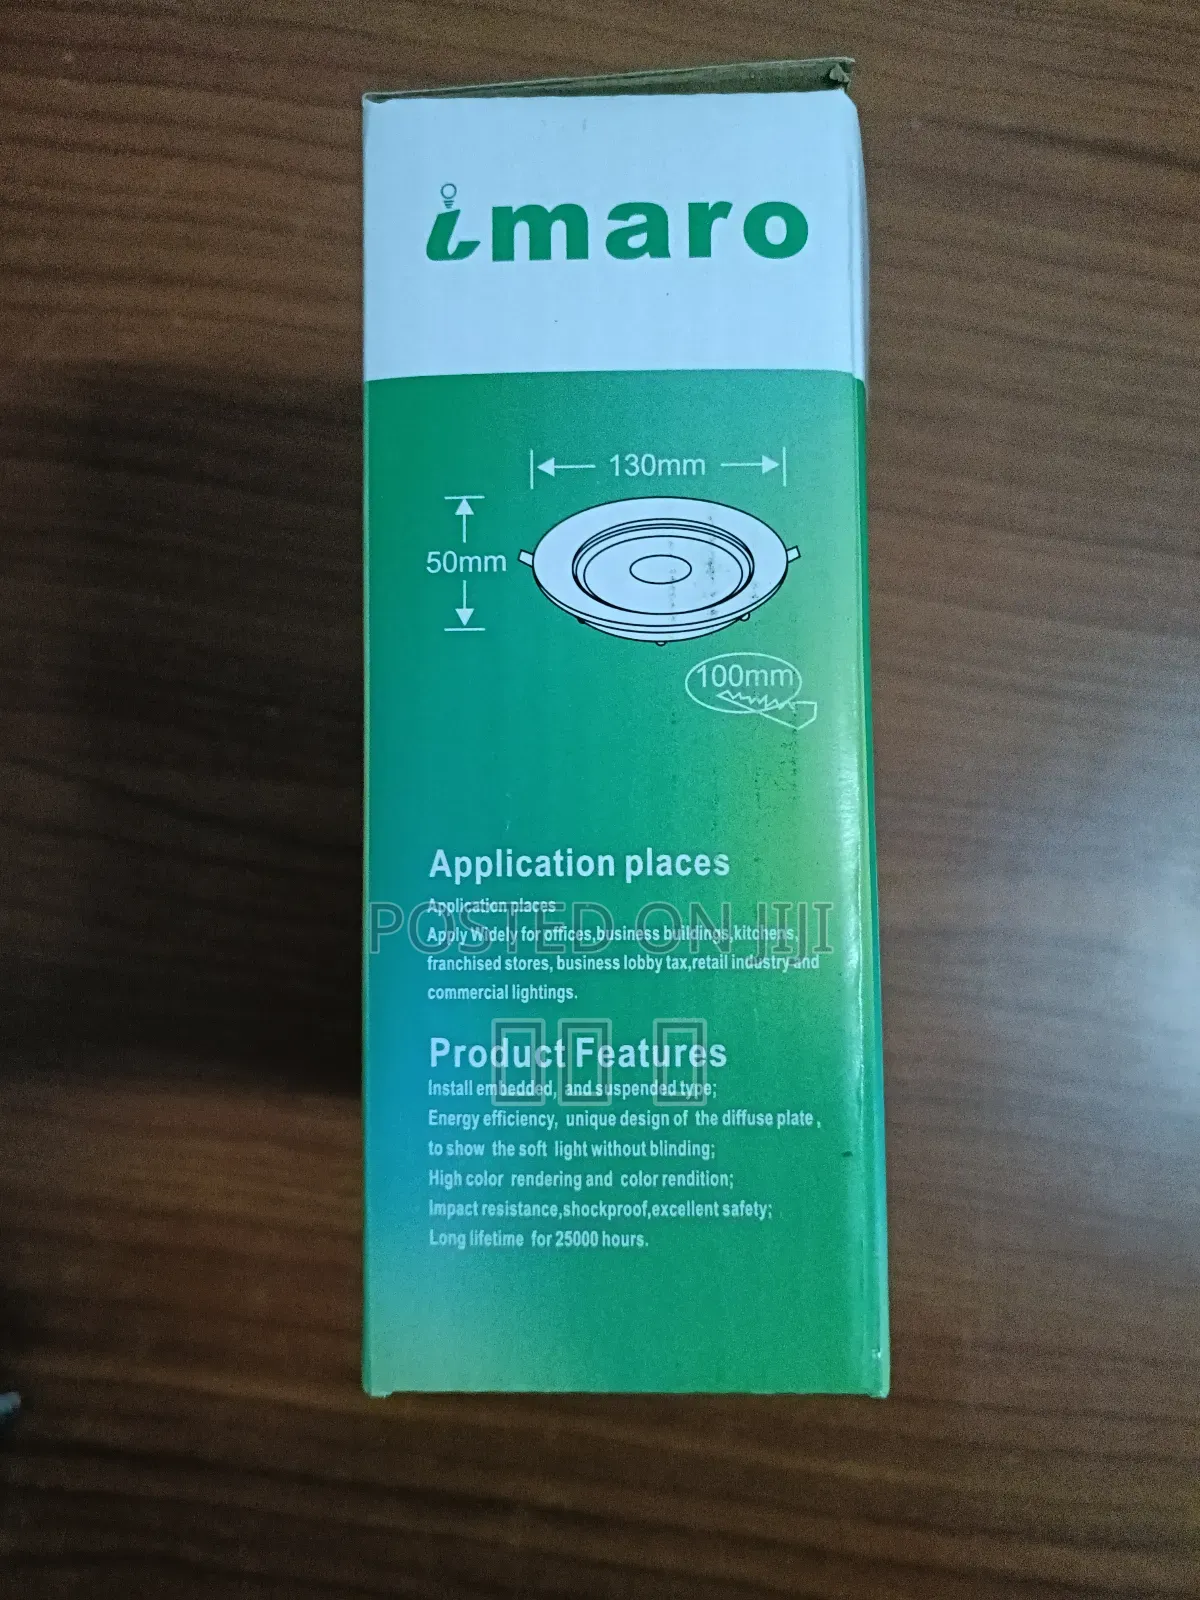 imaro
130mm
50mm
100mm
Application places
Application places
Apply Widely for offices,business buildings,kitchens,
franchised stores, business lobby tax,retail industry and
commercial lightings.
POSTED ON JIJI
Product Features
Install embedded, and suspended type;
Energy efficiency, unique design of the diffuse plate,
to show the soft light without blinding;
High color rendering and color rendition;
Impact resistance,shockproof,excellent safety;
Long lifetime for 25000 hours.